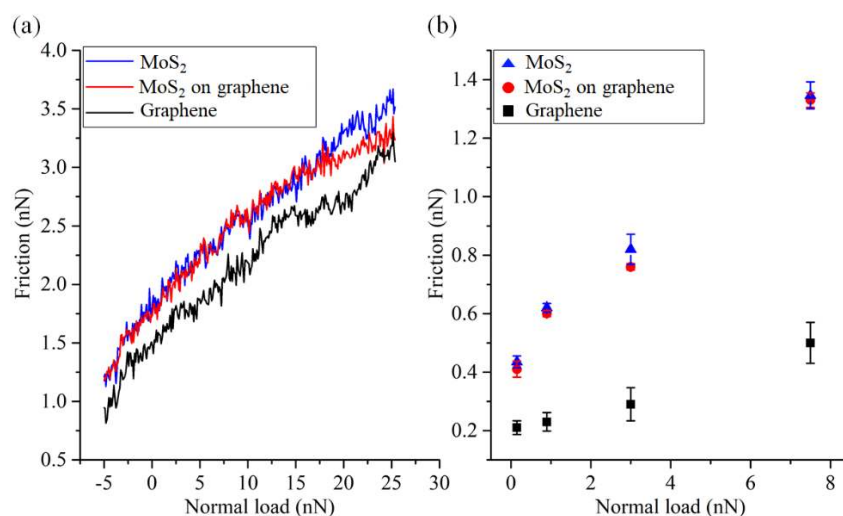 (a)
4.0
3.5
3.0
2.5
2.0
1.5
1.0
0.5
Friction (nN)
MoS₂
MoS₂ on graphene
Graphene
-5 0 5 10 15 20 25 30
Normal load (nN)
(b)
1.4
1.2
1.0
0.8
0.6
0.4
0.2
Friction (nN)
MoS₂
MoS₂ on graphene
Graphene
0 2 4 6 8
Normal load (nN)